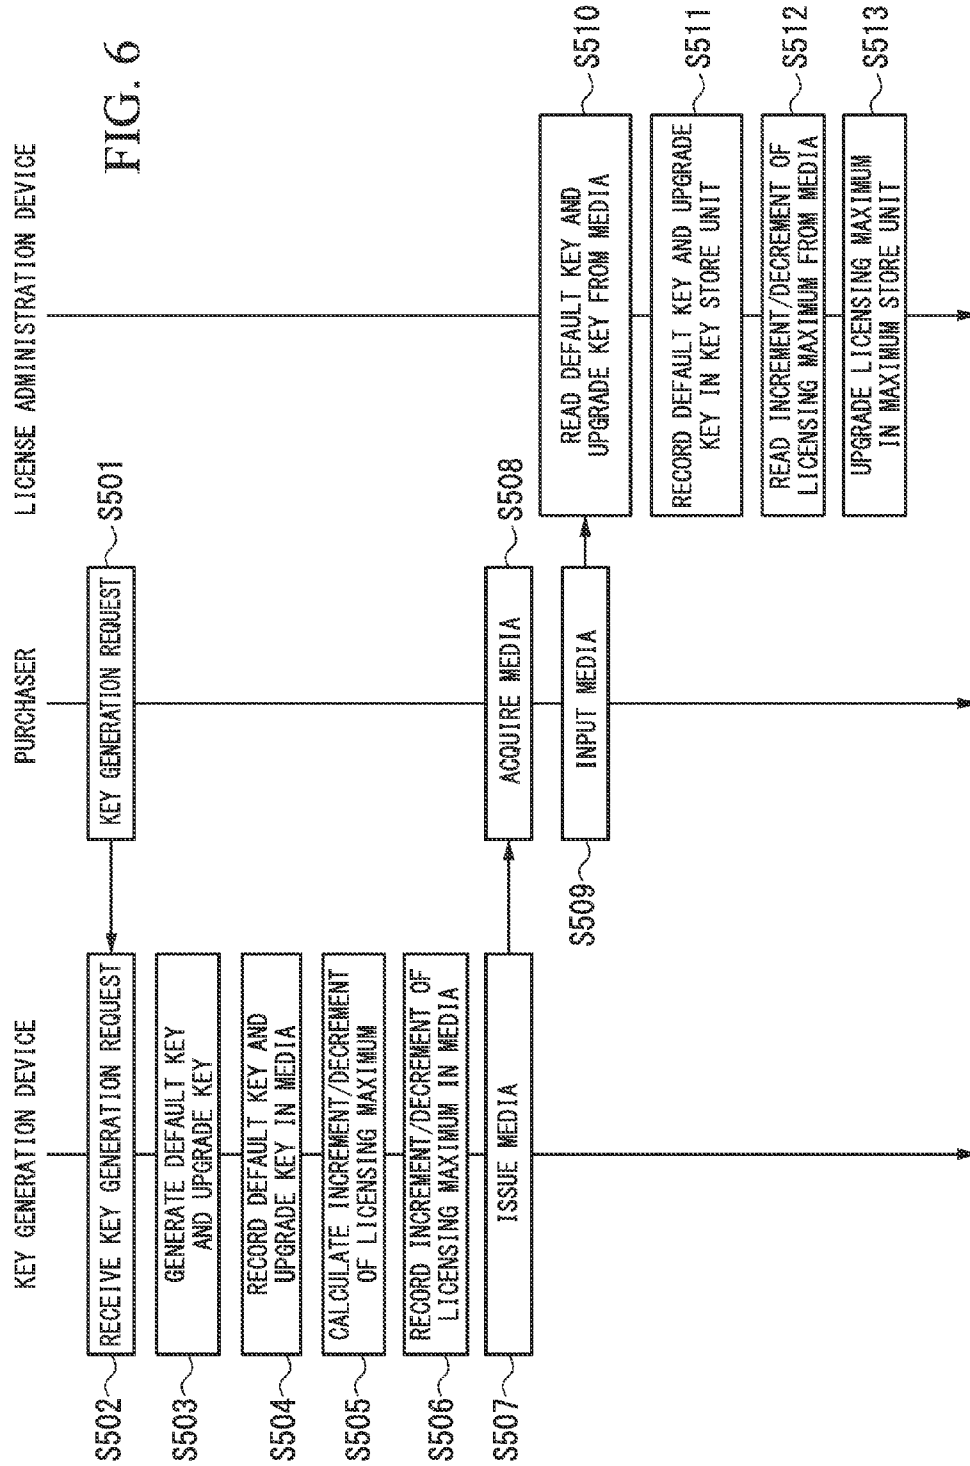 FIG. 6
KEY GENERATION DEVICE
PURCHASER
LICENSE ADMINISTRATION DEVICE
KEY GENERATION REQUEST
S501
S502
RECEIVE KEY GENERATION REQUEST
S503
GENERATE DEFAULT KEY
AND UPGRADE KEY
S504
RECORD DEFAULT KEY AND
UPGRADE KEY IN MEDIA
S505
CALCULATE INCREMENT/DECREMENT
OF LICENSING MAXIMUM
S506
RECORD INCREMENT/DECREMENT OF
LICENSING MAXIMUM IN MEDIA
S507
ISSUE MEDIA
ACQUIRE MEDIA
S508
S509
INPUT MEDIA
READ DEFAULT KEY AND
UPGRADE KEY FROM MEDIA
S510
RECORD DEFAULT KEY AND UPGRADE
KEY IN KEY STORE UNIT
S511
READ INCREMENT/DECREMENT OF
LICENSING MAXIMUM FROM MEDIA
S512
UPGRADE LICENSING MAXIMUM
IN MAXIMUM STORE UNIT
S513